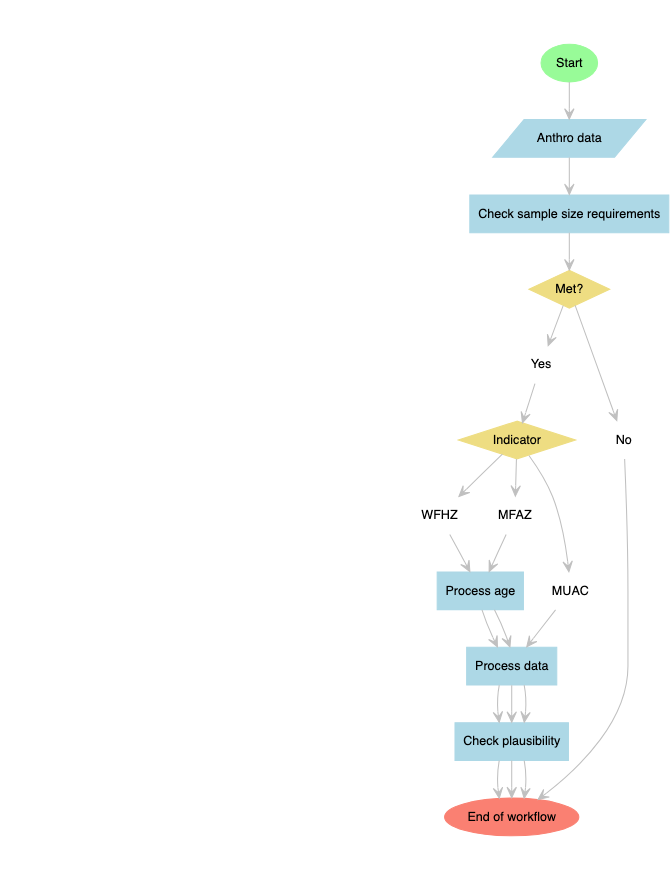 Start
Anthro data
Check sample size requirements
Met?
Yes
Indicator
No
WFHZ
MFAZ
Process age
MUAC
Process data
Check plausibility
End of workflow